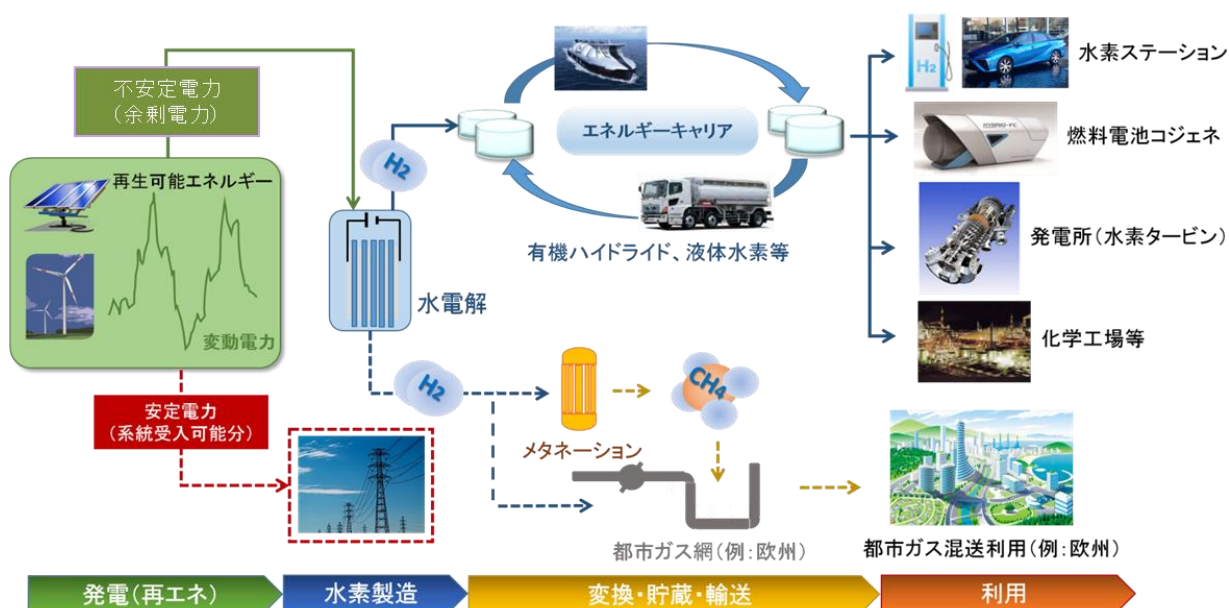 不安定電力
(余剰電力)
再生可能エネルギー
変動電力
安定電力
(系統受入可能分)
H2
水電解
H2
エネルギーキャリア
有機ハイドライド、液体水素等
メタネーション
CH4
都市ガス網(例:欧州)
H2
水素ステーション
燃料電池コジェネ
発電所(水素タービン)
化学工場等
都市ガス混送利用(例:欧州)
発電(再エネ)
水素製造
変換・貯蔵・輸送
利用